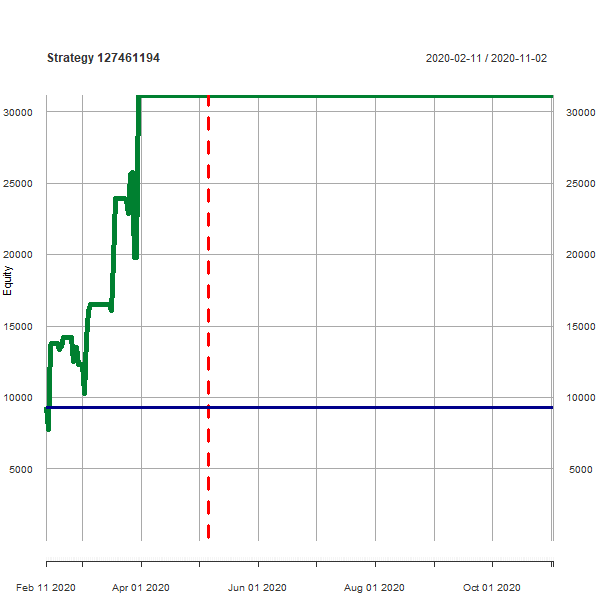 Strategy 127461194
2020-02-11 / 2020-11-02
30000
30000
25000
25000
20000
20000
Equity
15000
15000
10000
10000
5000
5000
Feb 11 2020
Apr 01 2020
Jun 01 2020
Aug 01 2020
Oct 01 2020